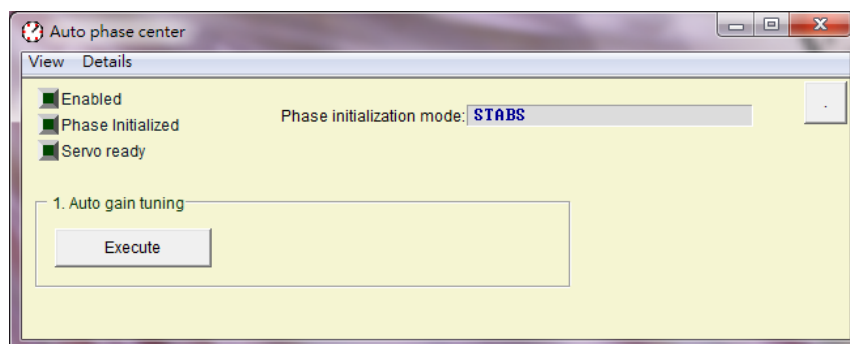 Auto phase center
View Details
Enabled
Phase Initialized
Servo ready
Phase initialization mode: STABS
.
1. Auto gain tuning
Execute